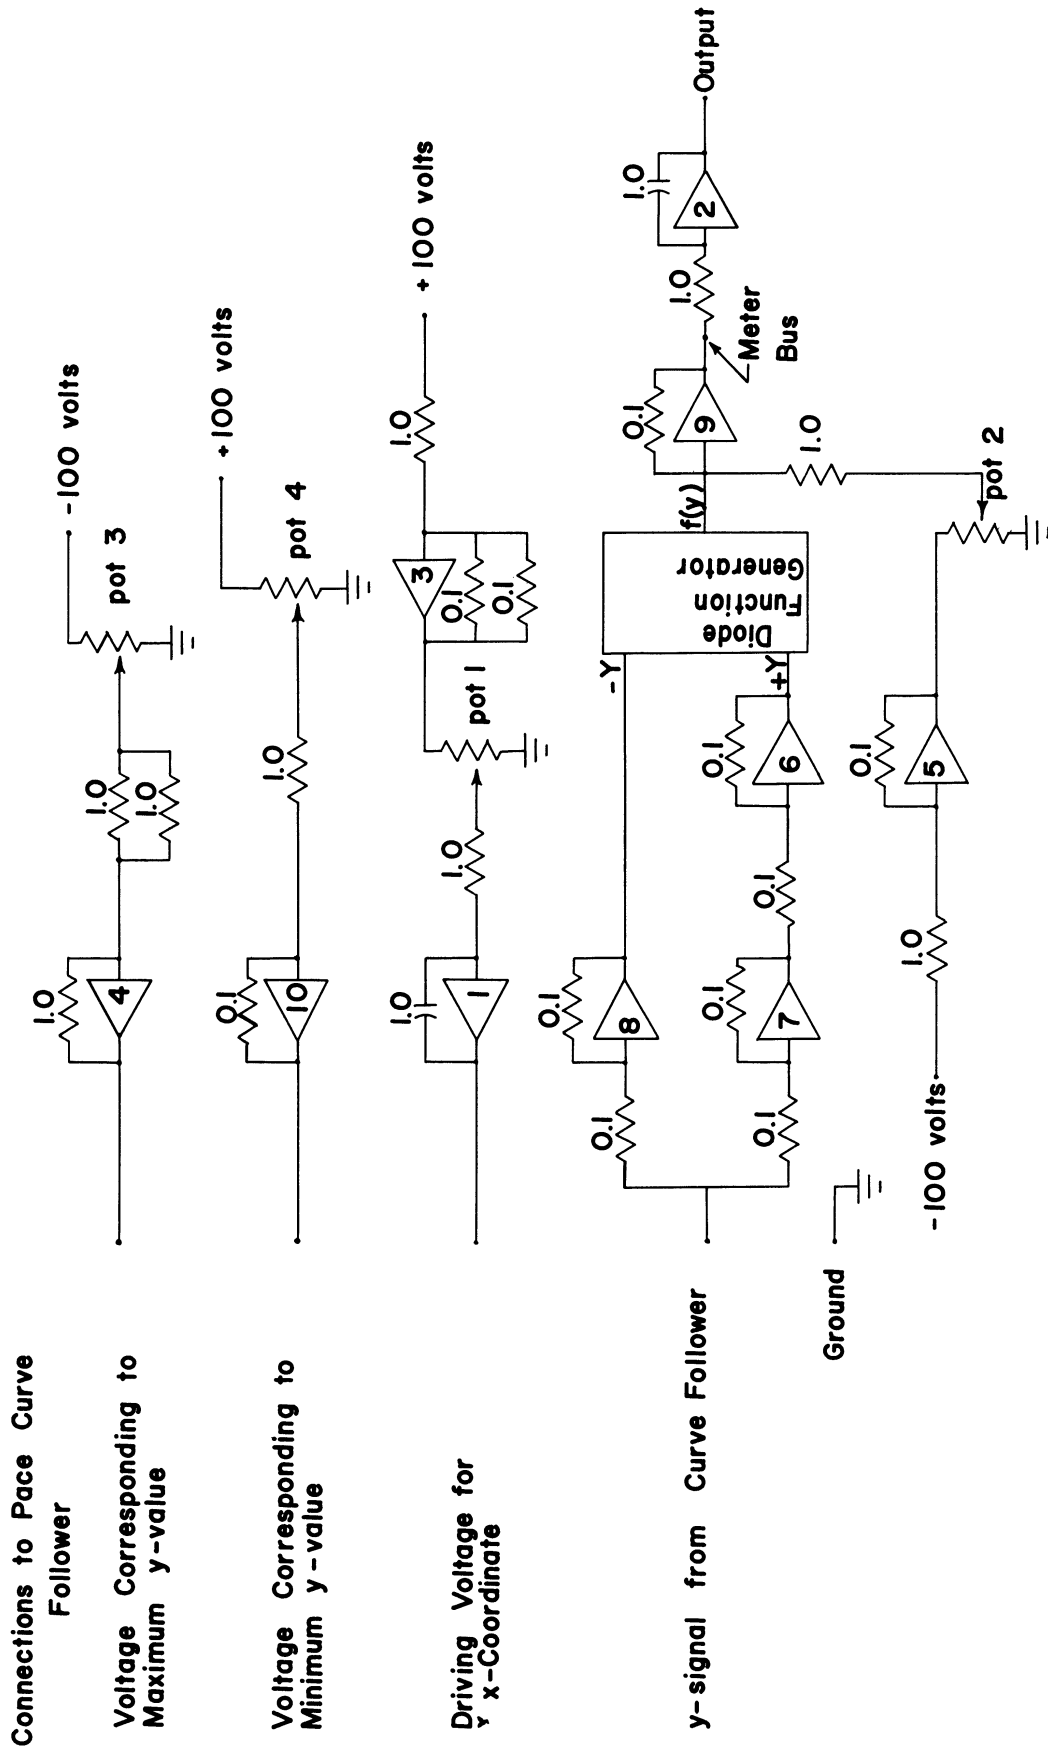 Connections to Pace Curve
Follower
Voltage Corresponding to
Maximum y-value
1.0
4
1.0
1.0
pot 3
-100 volts
Voltage Corresponding to
Minimum y-value
0.1
10
1.0
pot 4
+100 volts
Driving Voltage for
x-Coordinate
1.0
1
1.0
pot 1
3
0.1
0.1
1.0
+100 volts
y-signal from Curve Follower
0.1
0.1
8
-Y
0.1
0.1
7
0.1
0.1
6
+Y
Diode
Function
Generator
f(y)
0.1
9
Meter
Bus
1.0
1.0
2
Output
Ground
-100 volts
1.0
0.1
5
1.0
pot 2